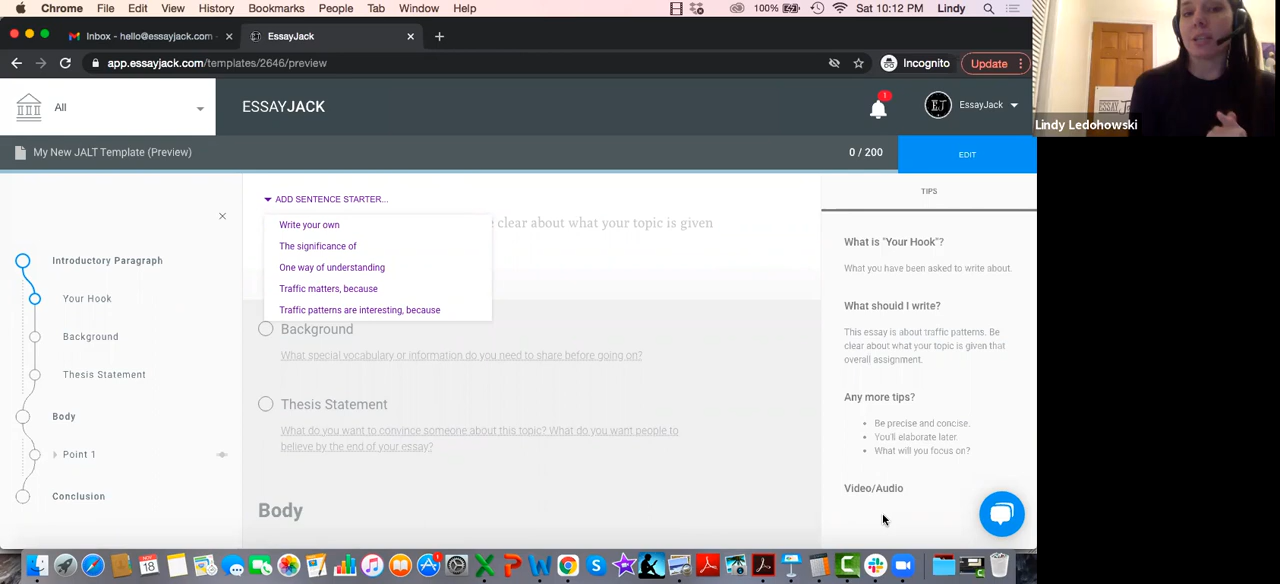 Chrome File Edit View History Bookmarks People Tab Window Help
100% Sat 10:12 PM Lindy
Inbox - hello@essayjack.com
EssayJack
app.essayjack.com/templates/2646/preview
Incognito
Update
All
ESSAYJACK
1
EJ
EssayJack
Lindy Ledohowski
My New JALT Template (Preview)
0 / 200
EDIT
Introductory Paragraph
Your Hook
Background
Thesis Statement
Body
Point 1
Conclusion
ADD SENTENCE STARTER...
clear about what your topic is given
Write your own
The significance of
One way of understanding
Traffic matters, because
Traffic patterns are interesting, because
Background
What special vocabulary or information do you need to share before going on?
Thesis Statement
What do you want to convince someone about this topic? What do you want people to
believe by the end of your essay?
Body
TIPS
What is "Your Hook"?
What you have been asked to write about.
What should I write?
This essay is about traffic patterns. Be
clear about what your topic is given that
overall assignment.
Any more tips?
Be precise and concise.
You'll elaborate later.
What will you focus on?
Video/Audio
NOV
18